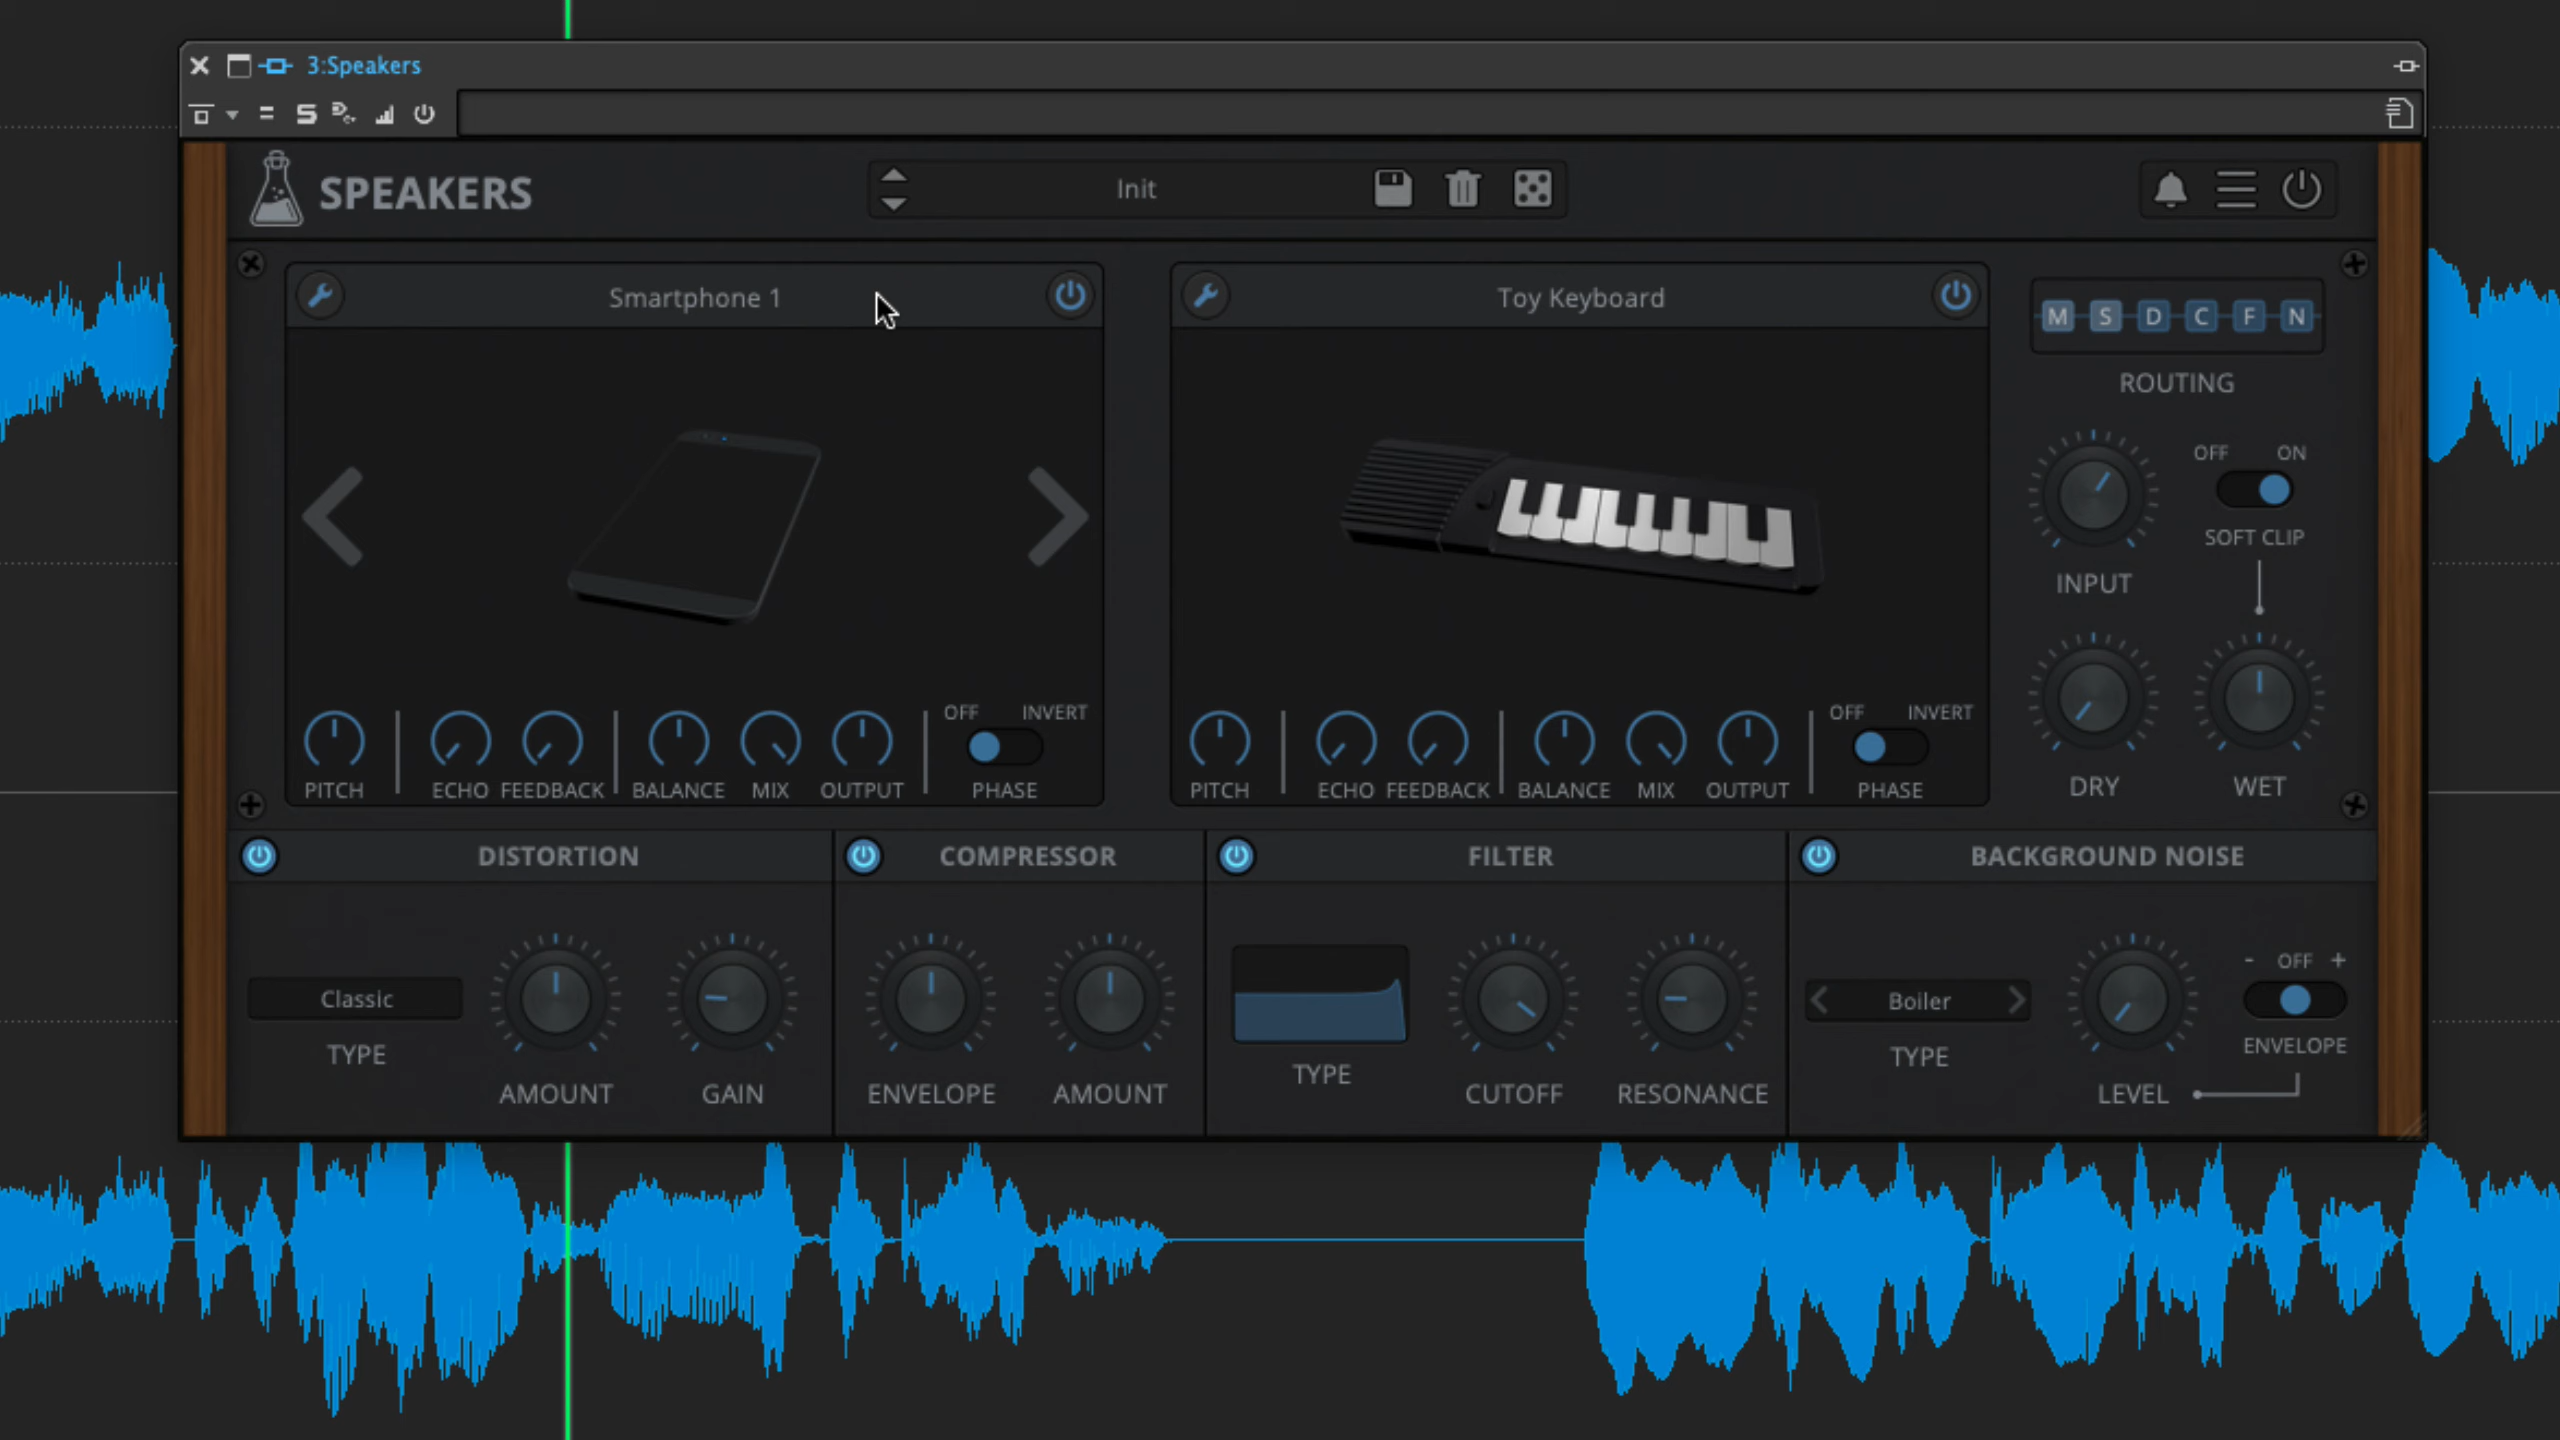 3:Speakers
SPEAKERS
Init
Smartphone 1
Toy Keyboard
M S D C F N
ROUTING
OFF ON
SOFT CLIP
INPUT
DRY
WET
OFF INVERT
PITCH ECHO FEEDBACK BALANCE MIX OUTPUT PHASE
OFF INVERT
PITCH ECHO FEEDBACK BALANCE MIX OUTPUT PHASE
DISTORTION
Classic
TYPE
AMOUNT
GAIN
COMPRESSOR
ENVELOPE
AMOUNT
FILTER
TYPE
CUTOFF
RESONANCE
BACKGROUND NOISE
Boiler
TYPE
LEVEL
- OFF +
ENVELOPE